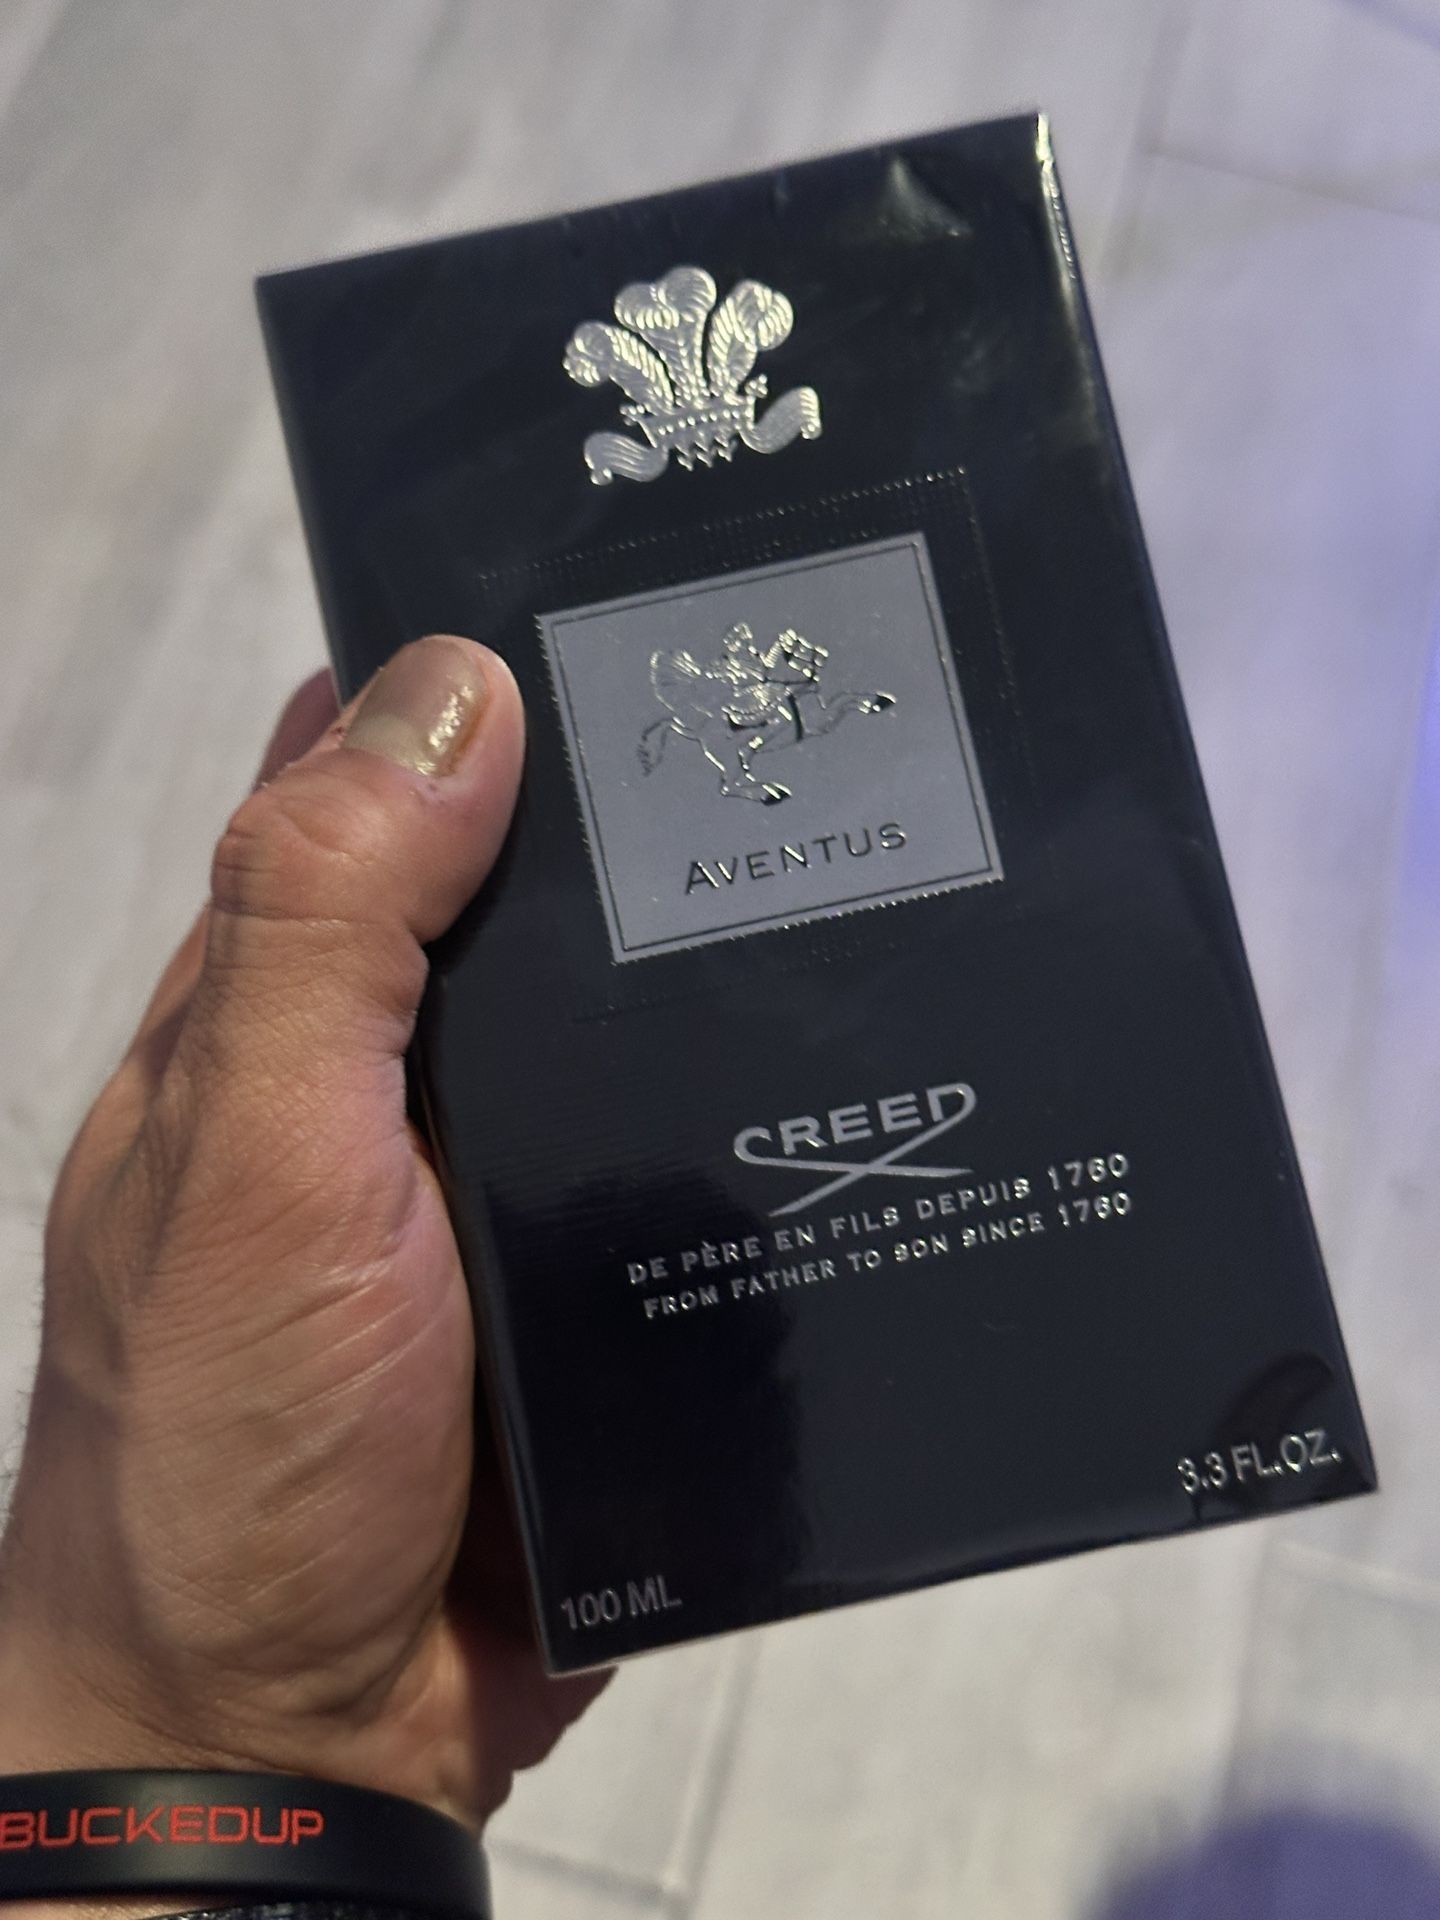 AVENTUS
CREED
DE PÈRE EN FILS DEPUIS 1760
FROM FATHER TO SON SINCE 1760
3.3 FL.OZ.
100 ML
BUCKEDUP